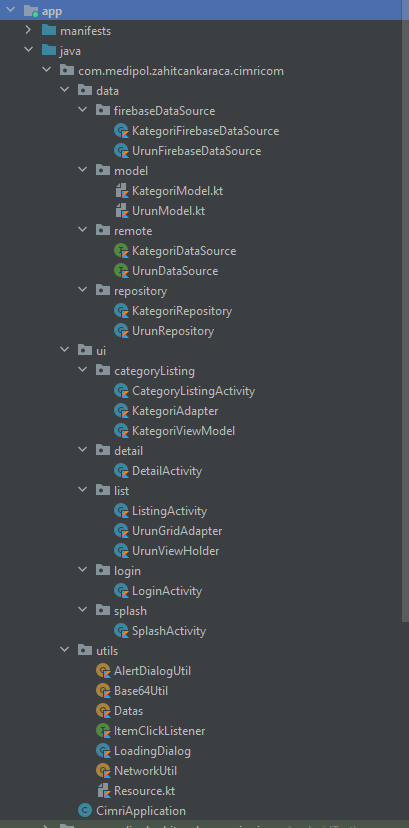 app
manifests
java
com.medipol.zahitcankaraca.cimricom
data
firebaseDataSource
KategoriFirebaseDataSource
UrunFirebaseDataSource
model
KategoriModel.kt
UrunModel.kt
remote
KategoriDataSource
UrunDataSource
repository
KategoriRepository
UrunRepository
ui
categoryListing
CategoryListingActivity
KategoriAdapter
KategoriViewModel
detail
DetailActivity
list
ListingActivity
UrunGridAdapter
UrunViewHolder
login
LoginActivity
splash
SplashActivity
utils
AlertDialogUtil
Base64Util
Datas
ItemClickListener
LoadingDialog
NetworkUtil
Resource.kt
CimriApplication